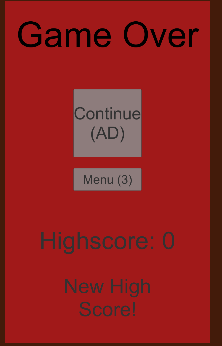 Game Over
Continue
(AD)
Menu (3)
Highscore: 0
New High
Score!